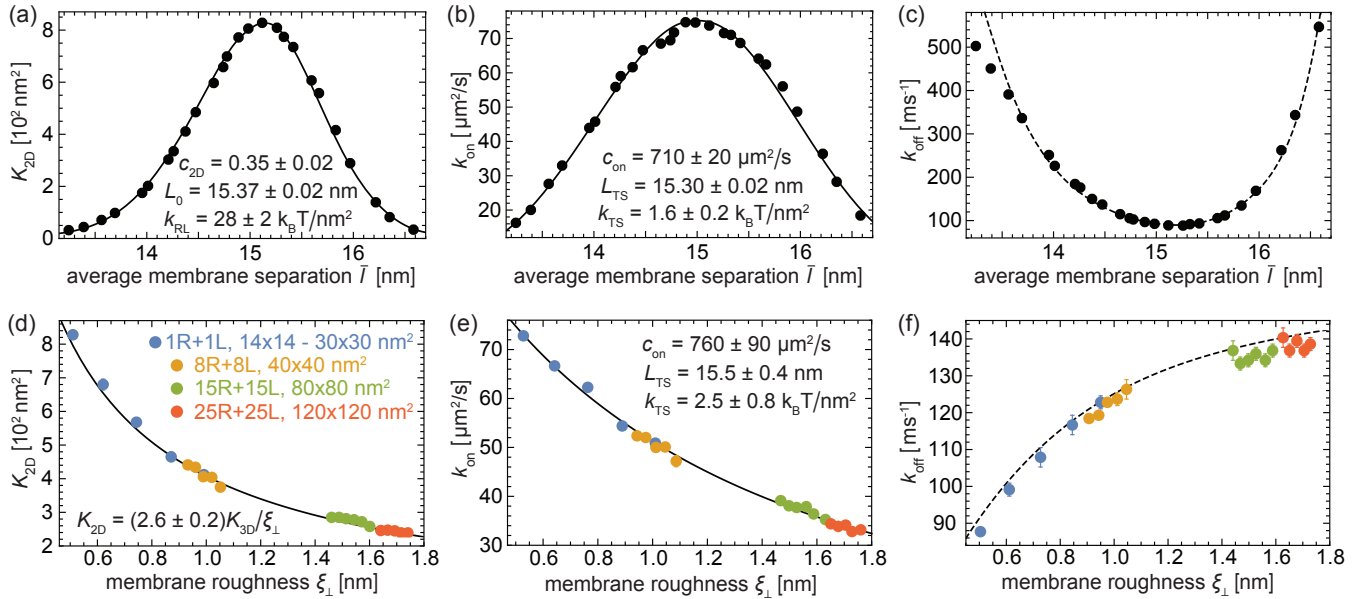 (a)
K2D [10² nm²]
8
6
4
2
0
c2D = 0.35 ± 0.02
L0 = 15.37 ± 0.02 nm
kRL = 28 ± 2 kBT/nm²
14 15 16
average membrane separation l̄ [nm]
(b)
kon [μm²/s]
70
60
50
40
30
20
con = 710 ± 20 μm²/s
LTS = 15.30 ± 0.02 nm
kTS = 1.6 ± 0.2 kBT/nm²
14 15 16
average membrane separation l̄ [nm]
(c)
koff [ms⁻¹]
500
400
300
200
100
14 15 16
average membrane separation l̄ [nm]
(d)
K2D [10² nm²]
8
7
6
5
4
3
2
1R+1L, 14x14 - 30x30 nm²
8R+8L, 40x40 nm²
15R+15L, 80x80 nm²
25R+25L, 120x120 nm²
K2D = (2.6 ± 0.2)K3D/ξ⊥
0.6 0.8 1.0 1.2 1.4 1.6 1.8
membrane roughness ξ⊥ [nm]
(e)
kon [μm²/s]
70
60
50
40
30
con = 760 ± 90 μm²/s
LTS = 15.5 ± 0.4 nm
kTS = 2.5 ± 0.8 kBT/nm²
0.6 0.8 1.0 1.2 1.4 1.6 1.8
membrane roughness ξ⊥ [nm]
(f)
koff [ms⁻¹]
140
130
120
110
100
90
0.6 0.8 1.0 1.2 1.4 1.6 1.8
membrane roughness ξ⊥ [nm]